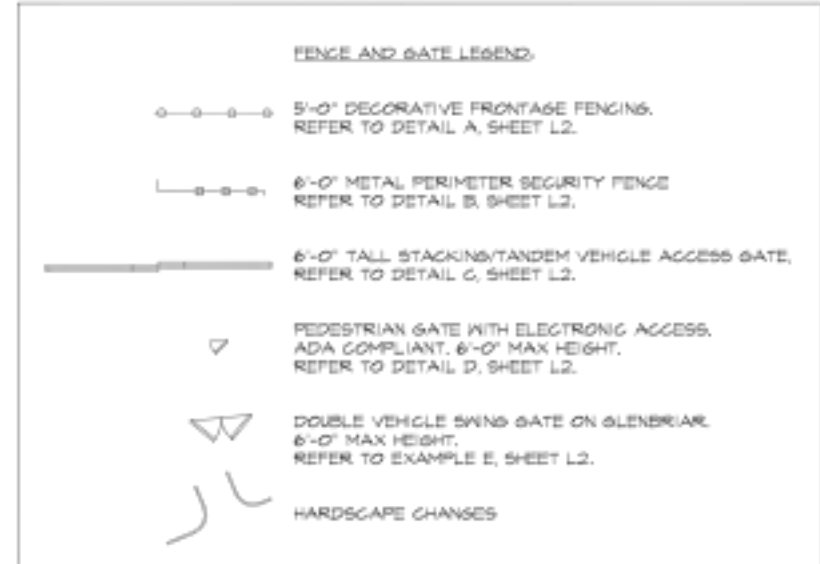 FENCE AND GATE LEGEND:
5'-0" DECORATIVE FRONTAGE FENCING.
REFER TO DETAIL A, SHEET L2.
6'-0" METAL PERIMETER SECURITY FENCE
REFER TO DETAIL B, SHEET L2.
6'-0" TALL STACKING/TANDEM VEHICLE ACCESS GATE,
REFER TO DETAIL C, SHEET L2.
PEDESTRIAN GATE WITH ELECTRONIC ACCESS.
ADA COMPLIANT. 6'-0" MAX HEIGHT.
REFER TO DETAIL D, SHEET L2.
DOUBLE VEHICLE SWING GATE ON GLENBRIAR.
6'-0" MAX HEIGHT.
REFER TO EXAMPLE E, SHEET L2.
HARDSCAPE CHANGES